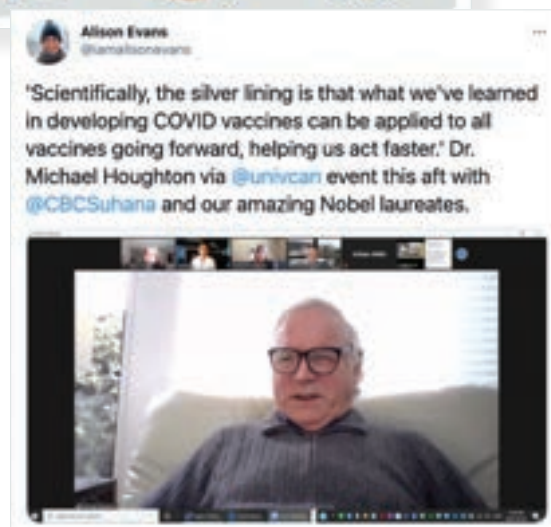 Alison Evans
@iamalisonevans
'Scientifically, the silver lining is that what we've learned
in developing COVID vaccines can be applied to all
vaccines going forward, helping us act faster.' Dr.
Michael Houghton via @univcan event this aft with
@CBCSuhana and our amazing Nobel laureates.